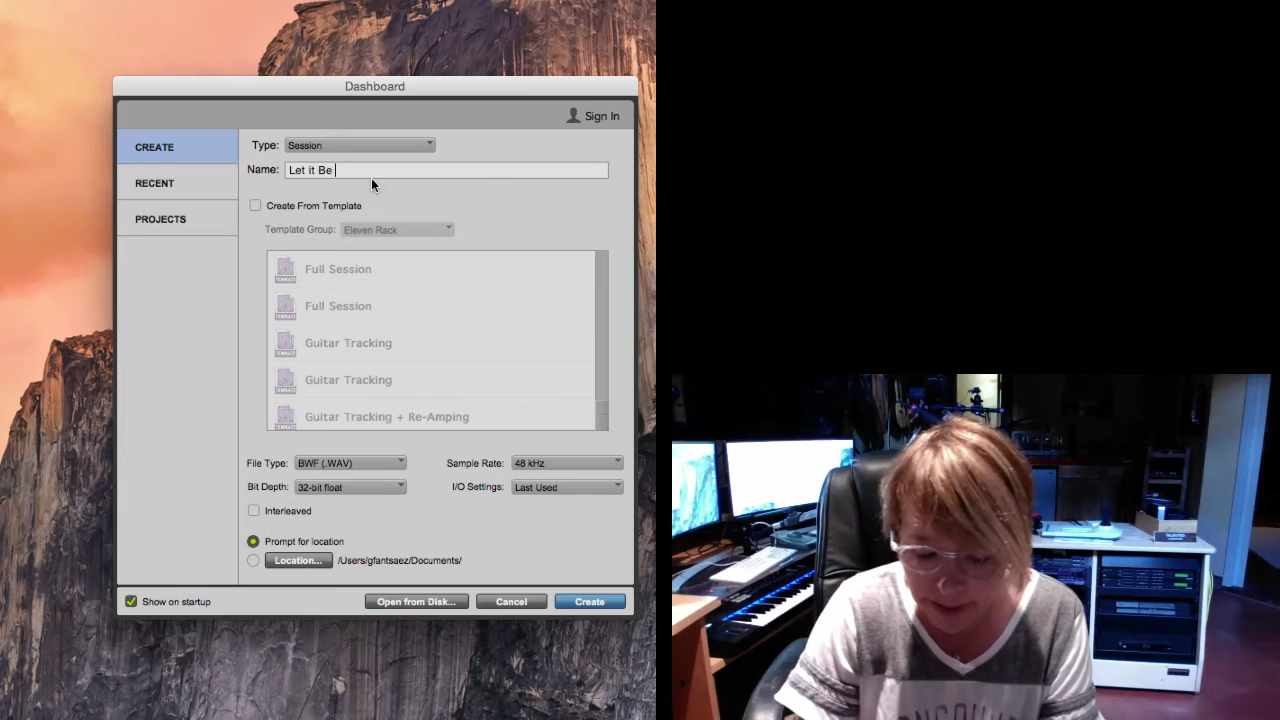 Dashboard
Sign In
CREATE
RECENT
PROJECTS
Type: Session
Name: Let it Be
Create From Template
Template Group: Eleven Rack
Full Session
Full Session
Guitar Tracking
Guitar Tracking
Guitar Tracking + Re-Amping
File Type: BWF (.WAV) Sample Rate: 48 kHz
Bit Depth: 32-bit float I/O Settings: Last Used
Interleaved
Prompt for location
Location... /Users/gfantsaez/Documents/
Show on startup Open from Disk... Cancel Create